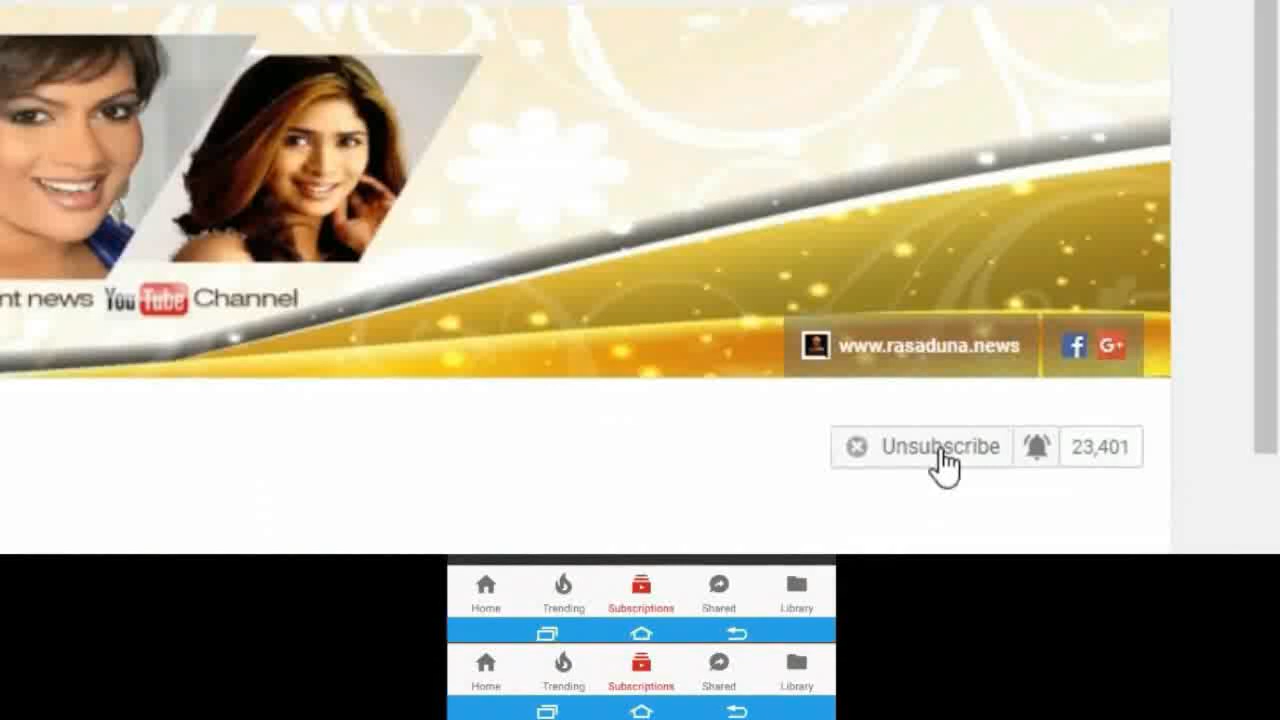 nt news YouTube Channel
www.rasaduna.news
f G+
Unsubscribe 23,401
Home Trending Subscriptions Shared Library
Home Trending Subscriptions Shared Library